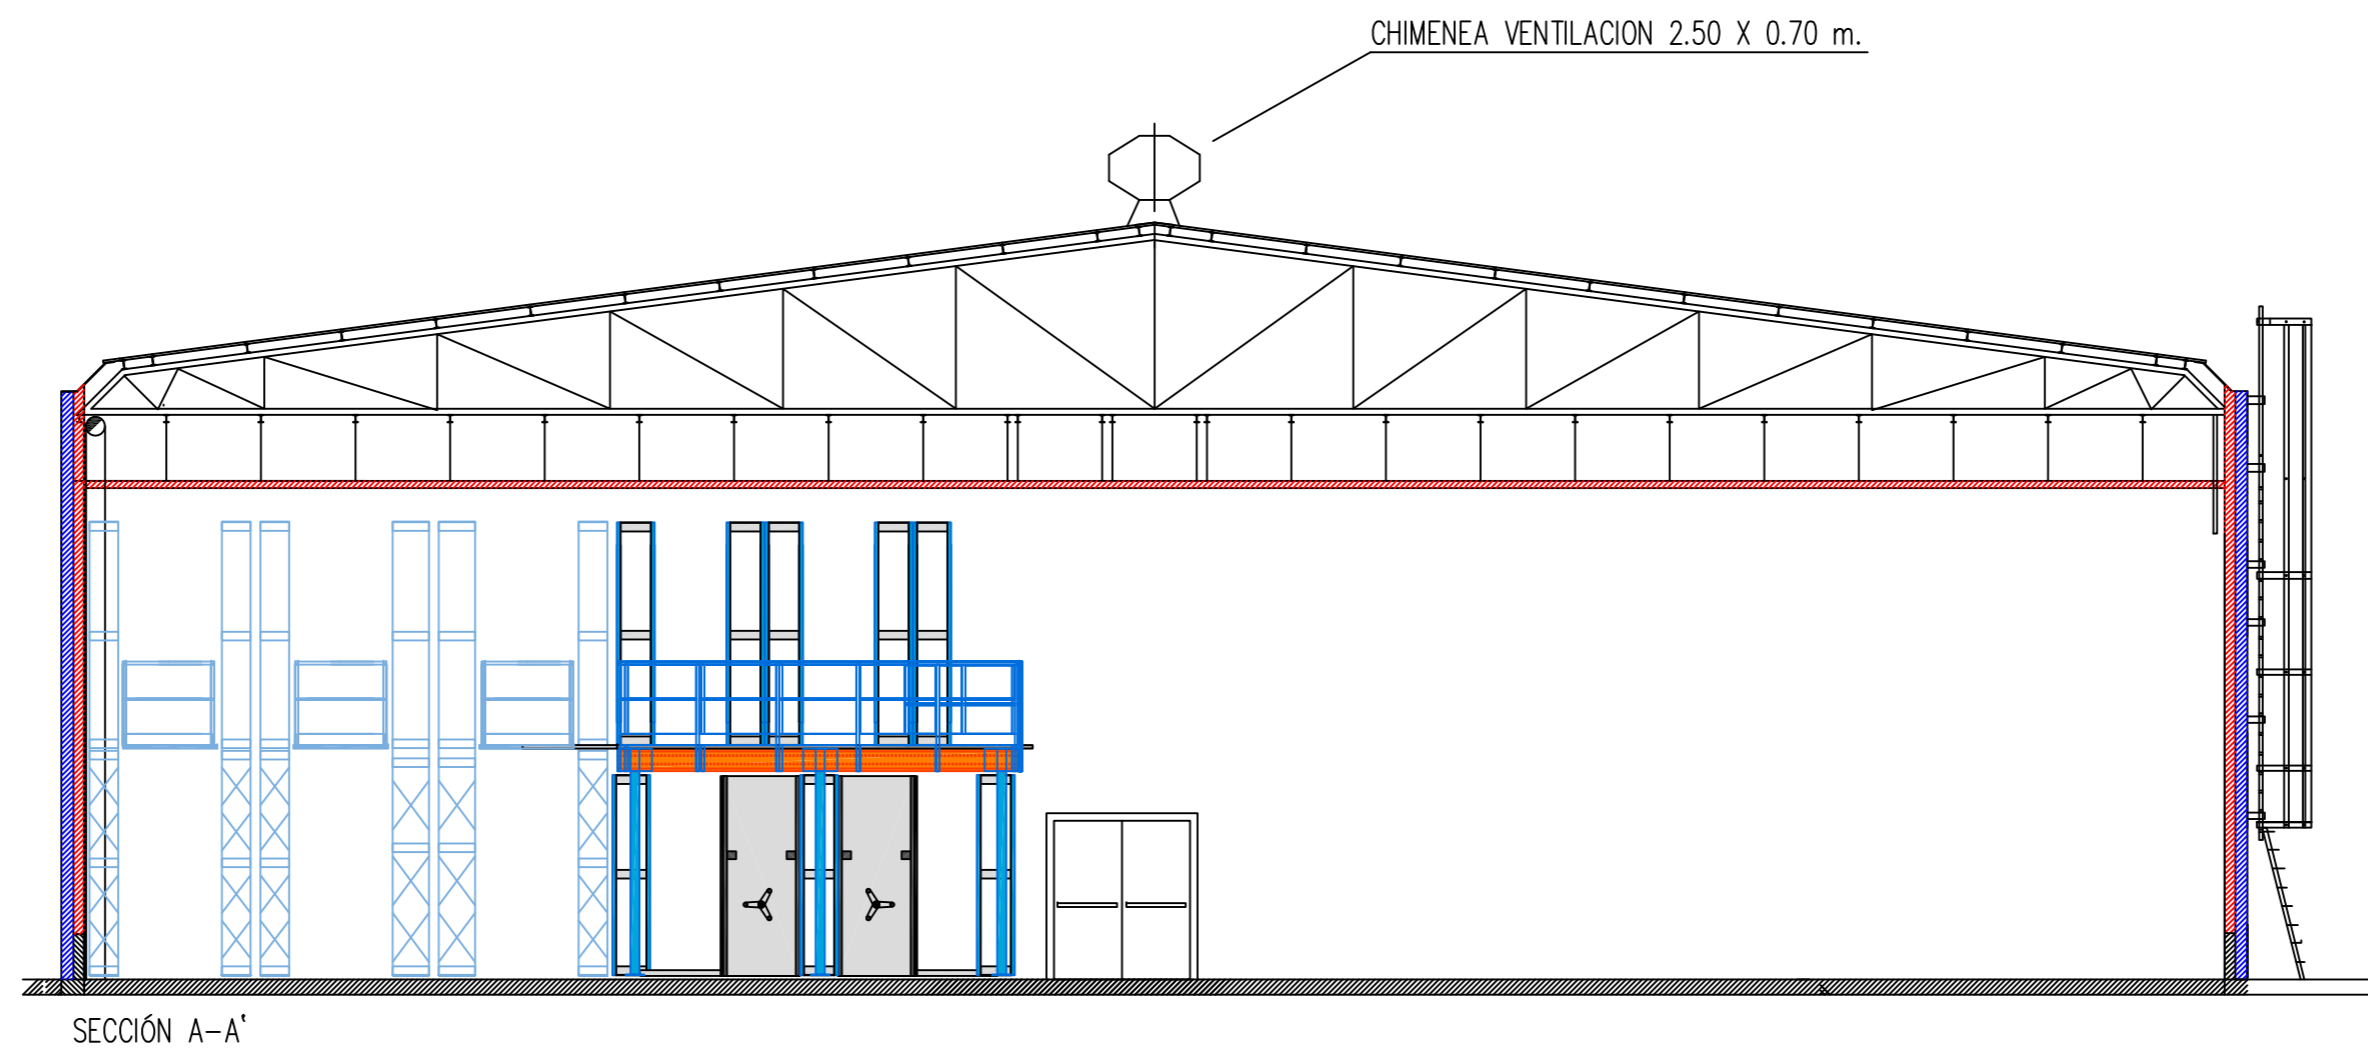 CHIMENEA VENTILACION 2.50 X 0.70 m.
SECCIÓN A-A‘